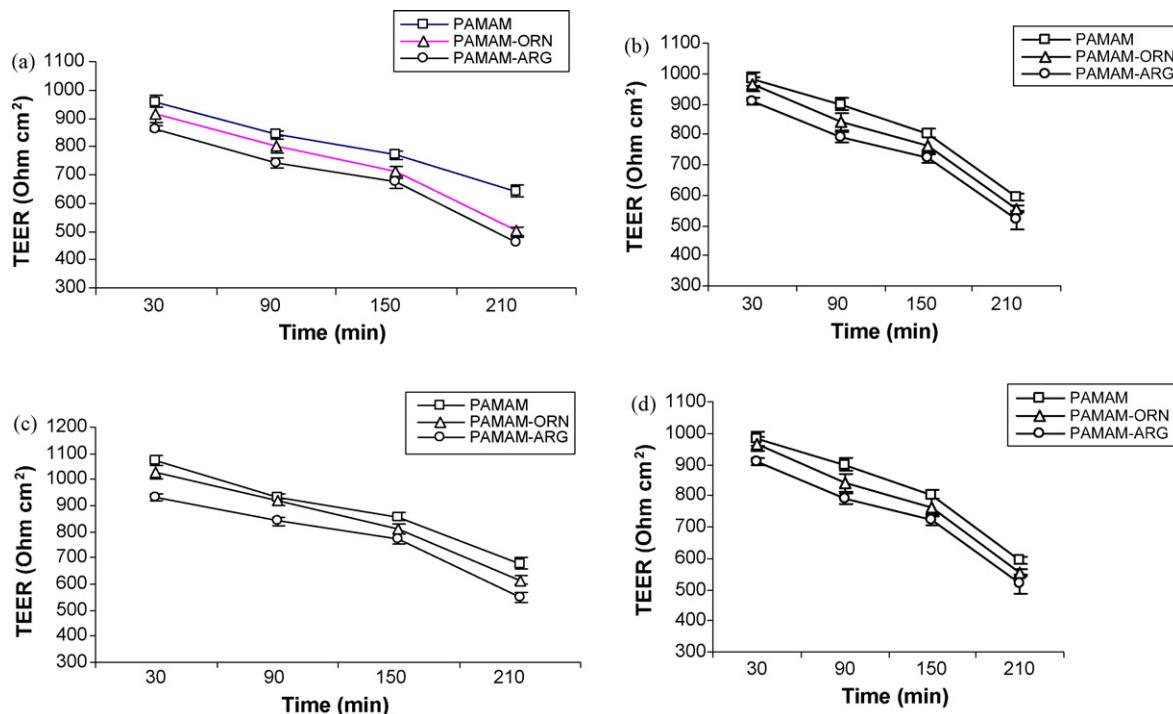 (a)
PAMAM
PAMAM-ORN
PAMAM-ARG
TEER (Ohm cm²)
1100
1000
900
800
700
600
500
400
300
30 90 150 210
Time (min)
(b)
PAMAM
PAMAM-ORN
PAMAM-ARG
TEER (Ohm cm²)
1100
1000
900
800
700
600
500
400
300
30 90 150 210
Time (min)
(c)
PAMAM
PAMAM-ORN
PAMAM-ARG
TEER (Ohm cm²)
1200
1100
1000
900
800
700
600
500
400
300
30 90 150 210
Time (min)
(d)
PAMAM
PAMAM-ORN
PAMAM-ARG
TEER (Ohm cm²)
1100
1000
900
800
700
600
500
400
300
30 90 150 210
Time (min)